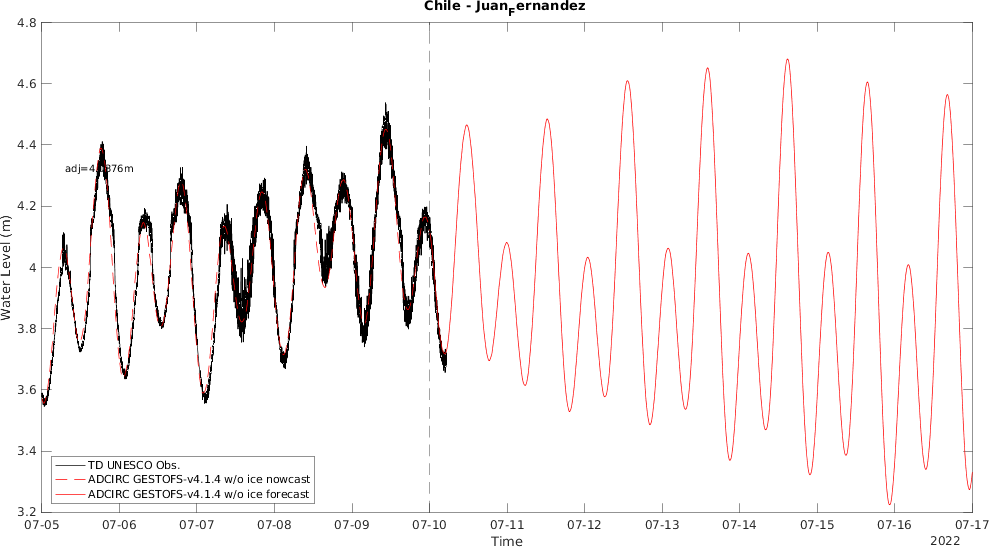 Chile - JuanFernandez
4.8
4.6
4.4
4.2
4
3.8
3.6
3.4
3.2
Water Level (m)
TD UNESCO Obs.
ADCIRC GESTOFS-v4.1.4 w/o ice nowcast
ADCIRC GESTOFS-v4.1.4 w/o ice forecast
07-05 07-06 07-07 07-08 07-09 07-10 07-11 07-12 07-13 07-14 07-15 07-16 07-17
Time
2022